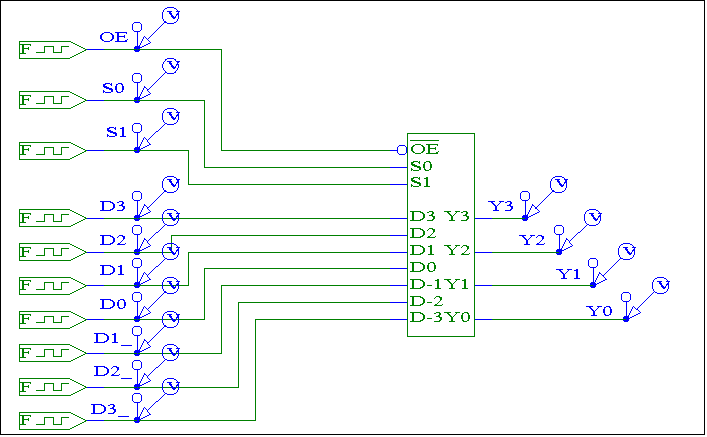 V
OE
F
V
S0
F
V
S1
F
OE
S0
S1
V
D3
F
V
D2
F
V
D1
F
V
D0
F
V
D1_
F
V
D2_
F
V
D3_
F
D3 Y3
D2
D1 Y2
D0
D-1 Y1
D-2
D-3 Y0
V
Y3
V
Y2
V
Y1
V
Y0